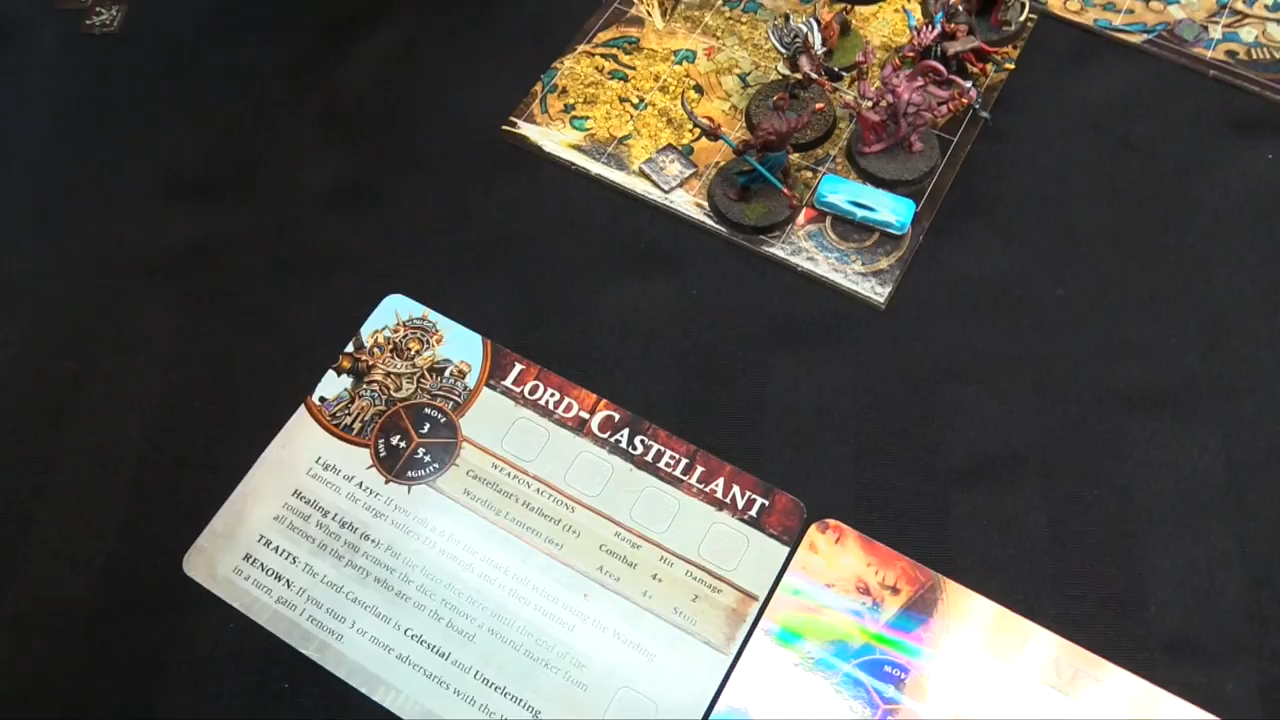 LORD-CASTELLANT
MOVE
3
4+
SAVE
5+
AGILITY
WEAPON ACTIONS Range Hit Damage
Castellant's Halberd (1+) Combat 4+ 2
Warding Lantern (6+) Area 4+ Stun
Light of Azyr: If you roll a 6 for the attack roll when using the Warding
Lantern, the target suffers D3 wounds and is then stunned
Healing Light (6+): Put the hero dice here until the end of the
round. When you remove the dice, remove a wound marker from
all heroes in the party who are on the board.
TRAITS: The Lord-Castellant is Celestial and Unrelenting
RENOWN: If you stun 3 or more adversaries with the
in a turn, gain 1 renown.
MOVE